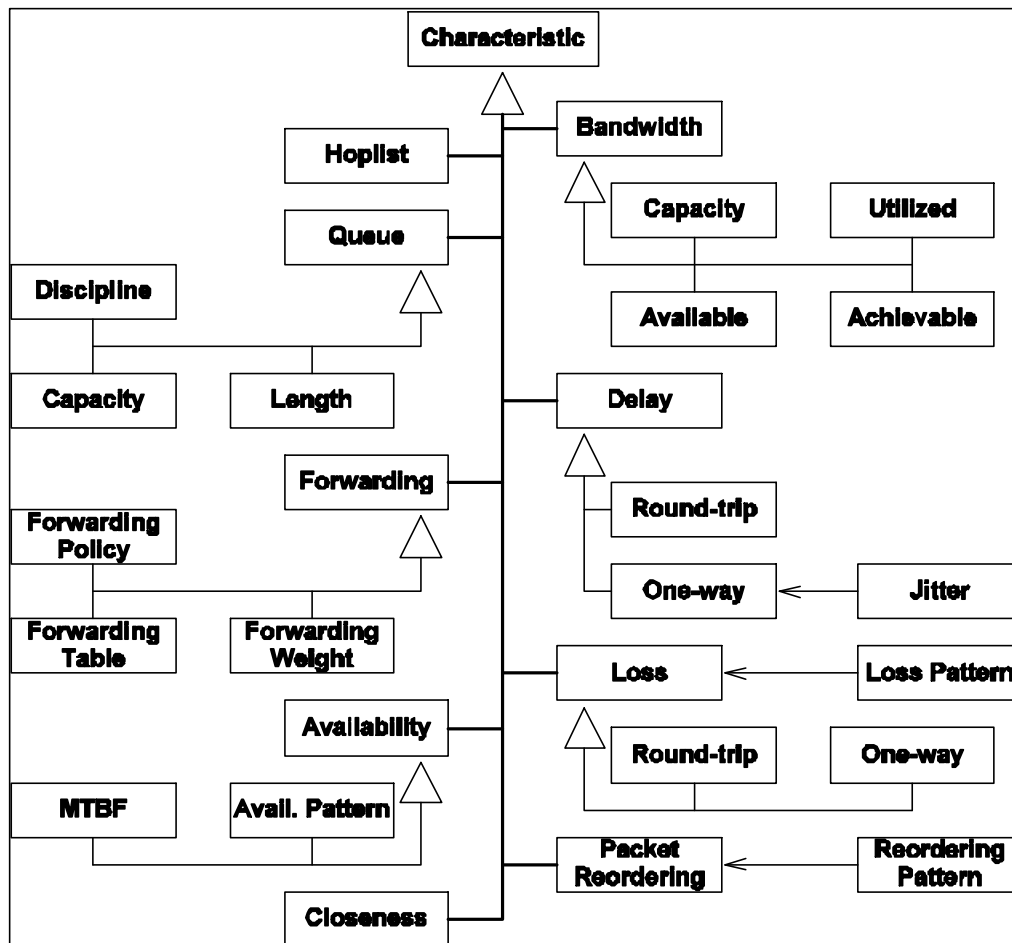 Characteristic
Bandwidth
Hoplist
Capacity
Utilized
Queue
Discipline
Available
Achievable
Capacity
Length
Delay
Forwarding
Round-trip
Forwarding
Policy
One-way
Jitter
Forwarding
Table
Forwarding
Weight
Loss
Loss Pattern
Availability
Round-trip
One-way
MTBF
Avail. Pattern
Packet
Reordering
Reordering
Pattern
Closeness